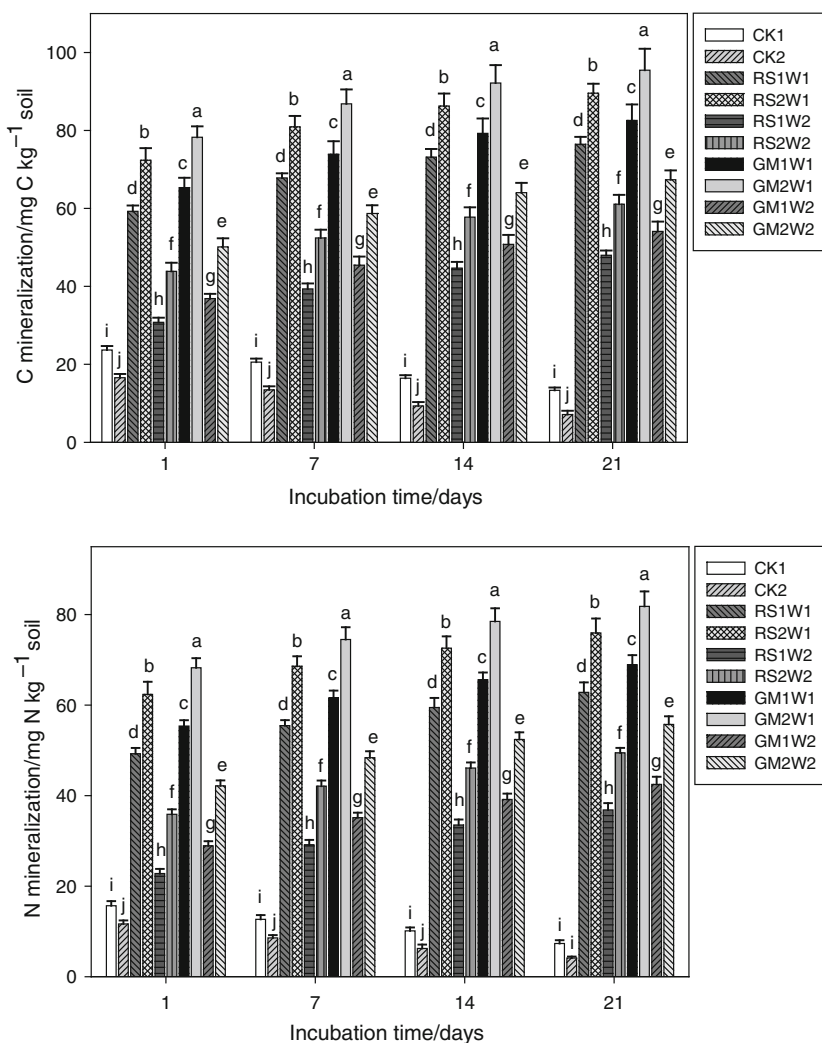 C mineralization/mg C kg⁻¹ soil
100
80
60
40
20
0
i j d b h f c a g e
i j d b h f c a g e
i j d b h f c a g e
i j d b h f c a g e
1 7 14 21
Incubation time/days
CK1
CK2
RS1W1
RS2W1
RS1W2
RS2W2
GM1W1
GM2W1
GM1W2
GM2W2
N mineralization/mg N kg⁻¹ soil
80
60
40
20
0
i j d b h f c a g e
i j d b h f c a g e
i j d b h f c a g e
i i d b h f c a g e
1 7 14 21
Incubation time/days
CK1
CK2
RS1W1
RS2W1
RS1W2
RS2W2
GM1W1
GM2W1
GM1W2
GM2W2